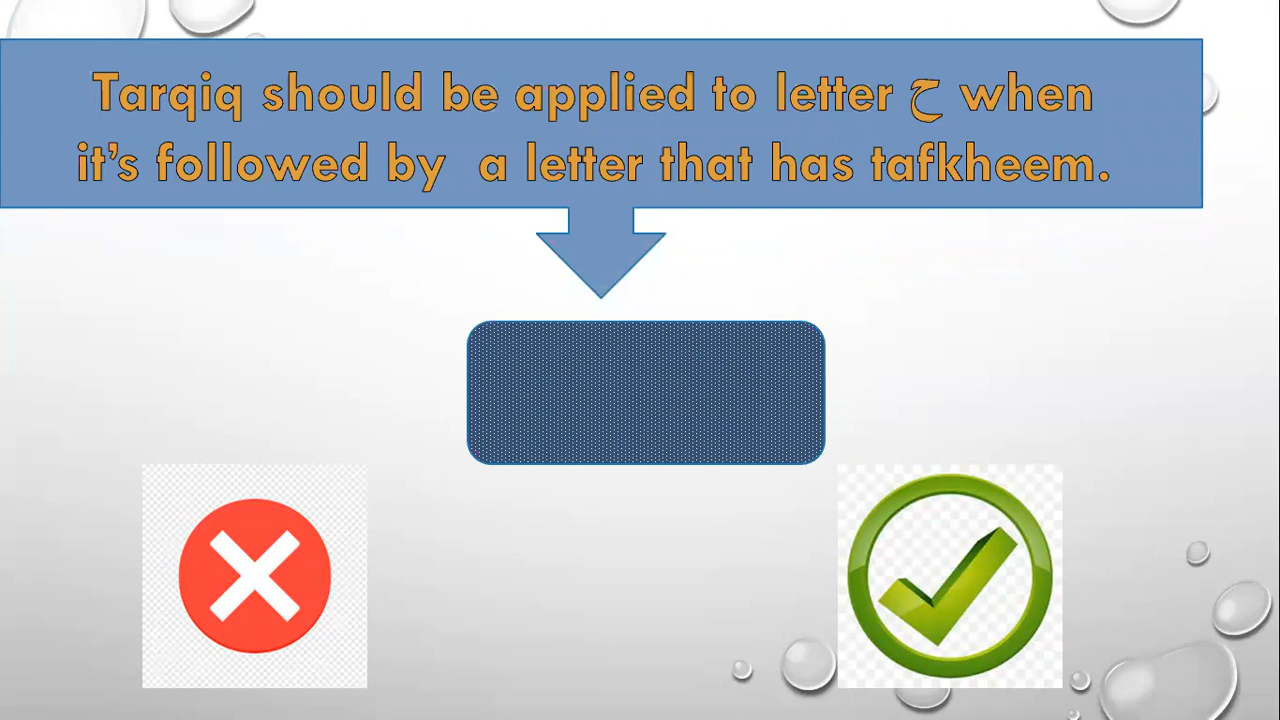 Tarqiq should be applied to letter ح when
it's followed by a letter that has tafkheem.